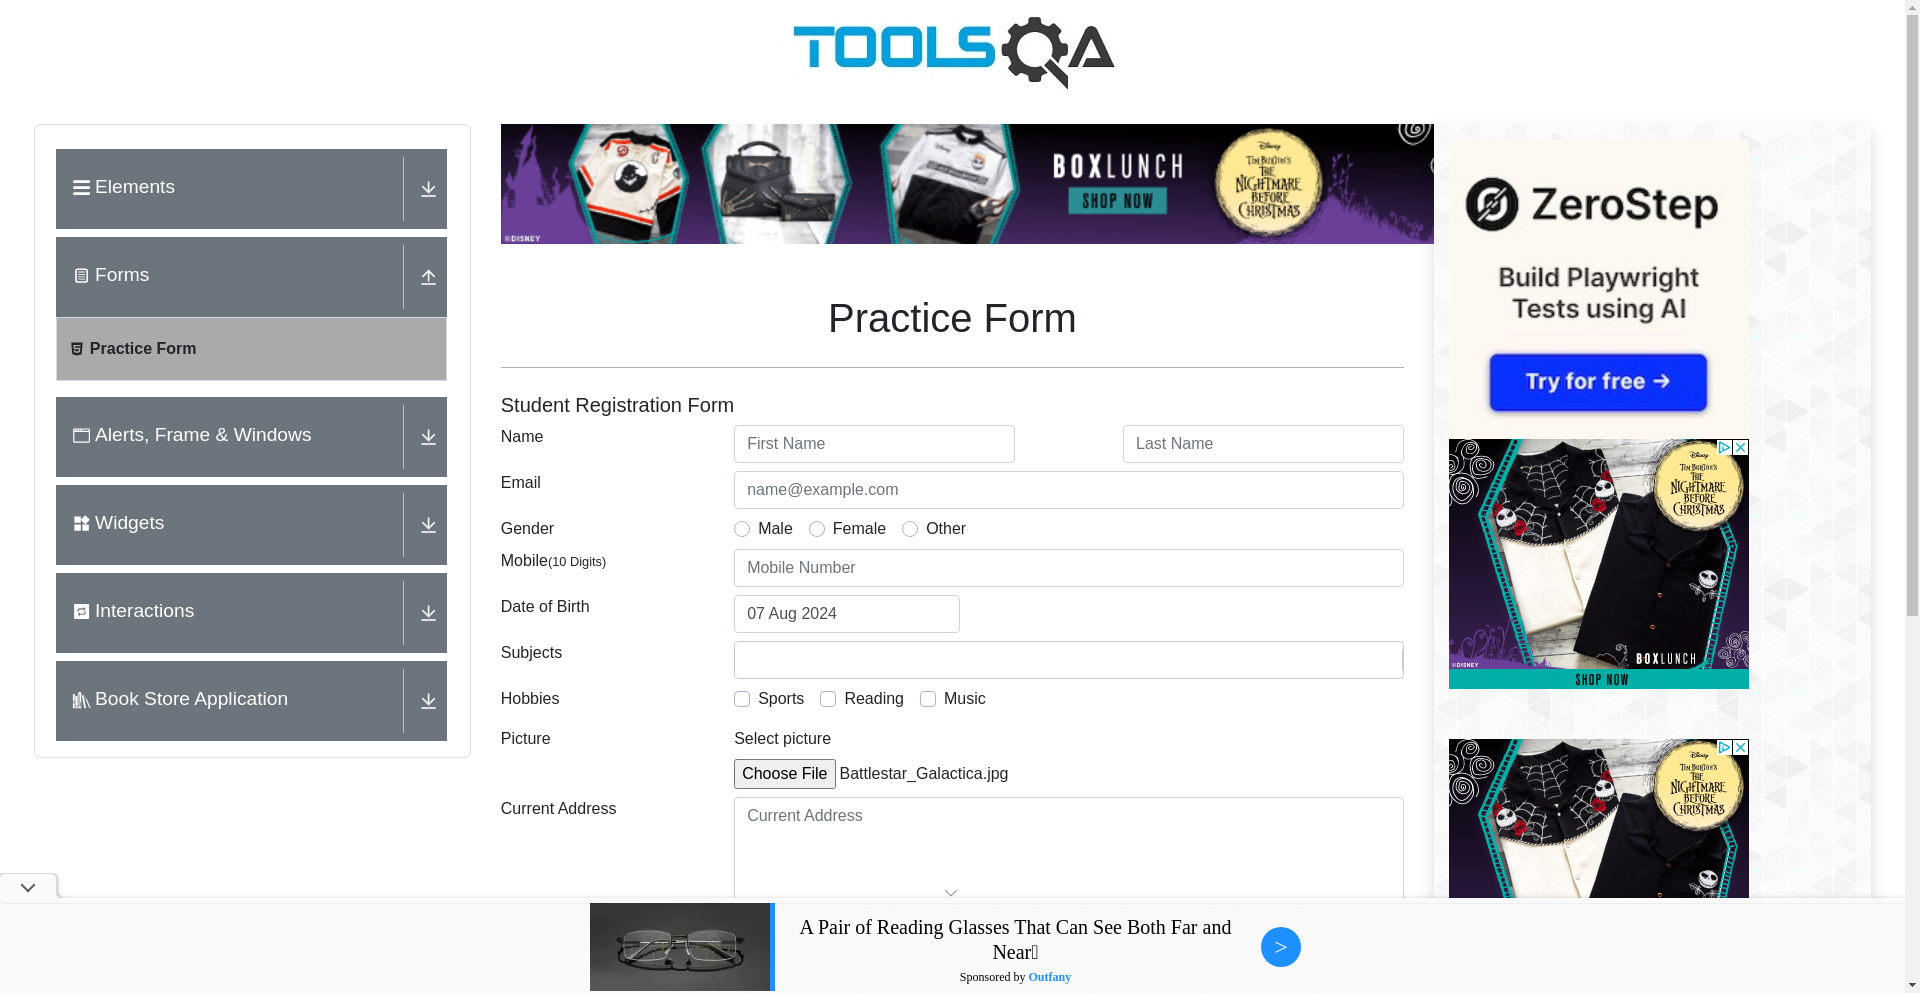 TOOLSQA
Elements
Forms
Practice Form
Alerts, Frame & Windows
Widgets
Interactions
Book Store Application
BOXLUNCH
SHOP NOW
Disney
TIM BURTON'S
THE
NIGHTMARE
BEFORE
CHRISTMAS
©DISNEY
Practice Form
Student Registration Form
Name
First Name
Last Name
Email
name@example.com
Gender
Male
Female
Other
Mobile(10 Digits)
Mobile Number
Date of Birth
07 Aug 2024
Subjects
Hobbies
Sports
Reading
Music
Picture
Select picture
Choose File Battlestar_Galactica.jpg
Current Address
Current Address
ZeroStep
Build Playwright
Tests using AI
Try for free →
Disney
TIM BURTON'S
THE
NIGHTMARE
BEFORE
CHRISTMAS
©DISNEY
BOXLUNCH
SHOP NOW
Disney
TIM BURTON'S
THE
NIGHTMARE
BEFORE
CHRISTMAS
A Pair of Reading Glasses That Can See Both Far and
Near
Sponsored by Outfany
>